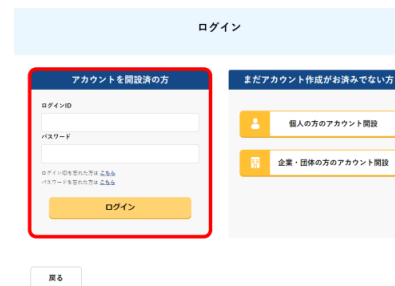 ログイン
アカウントを開設済の方
ログインID
パスワード
ログインIDを忘れた方は こちら
パスワードを忘れた方は こちら
ログイン
まだアカウント作成がお済みでない方
個人の方のアカウント開設
企業・団体の方のアカウント開設
戻る